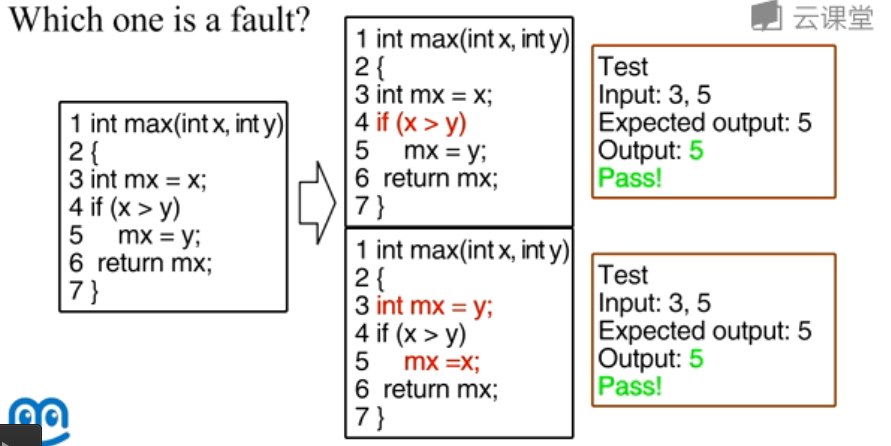 Which one is a fault?
云课堂
1 int max(int x, int y)
2 {
3 int mx = x;
4 if (x > y)
5 mx = y;
6 return mx;
7 }
1 int max(int x, int y)
2 {
3 int mx = x;
4 if (x > y)
5 mx = y;
6 return mx;
7 }
Test
Input: 3, 5
Expected output: 5
Output: 5
Pass!
1 int max(int x, int y)
2 {
3 int mx = y;
4 if (x > y)
5 mx =x;
6 return mx;
7 }
Test
Input: 3, 5
Expected output: 5
Output: 5
Pass!